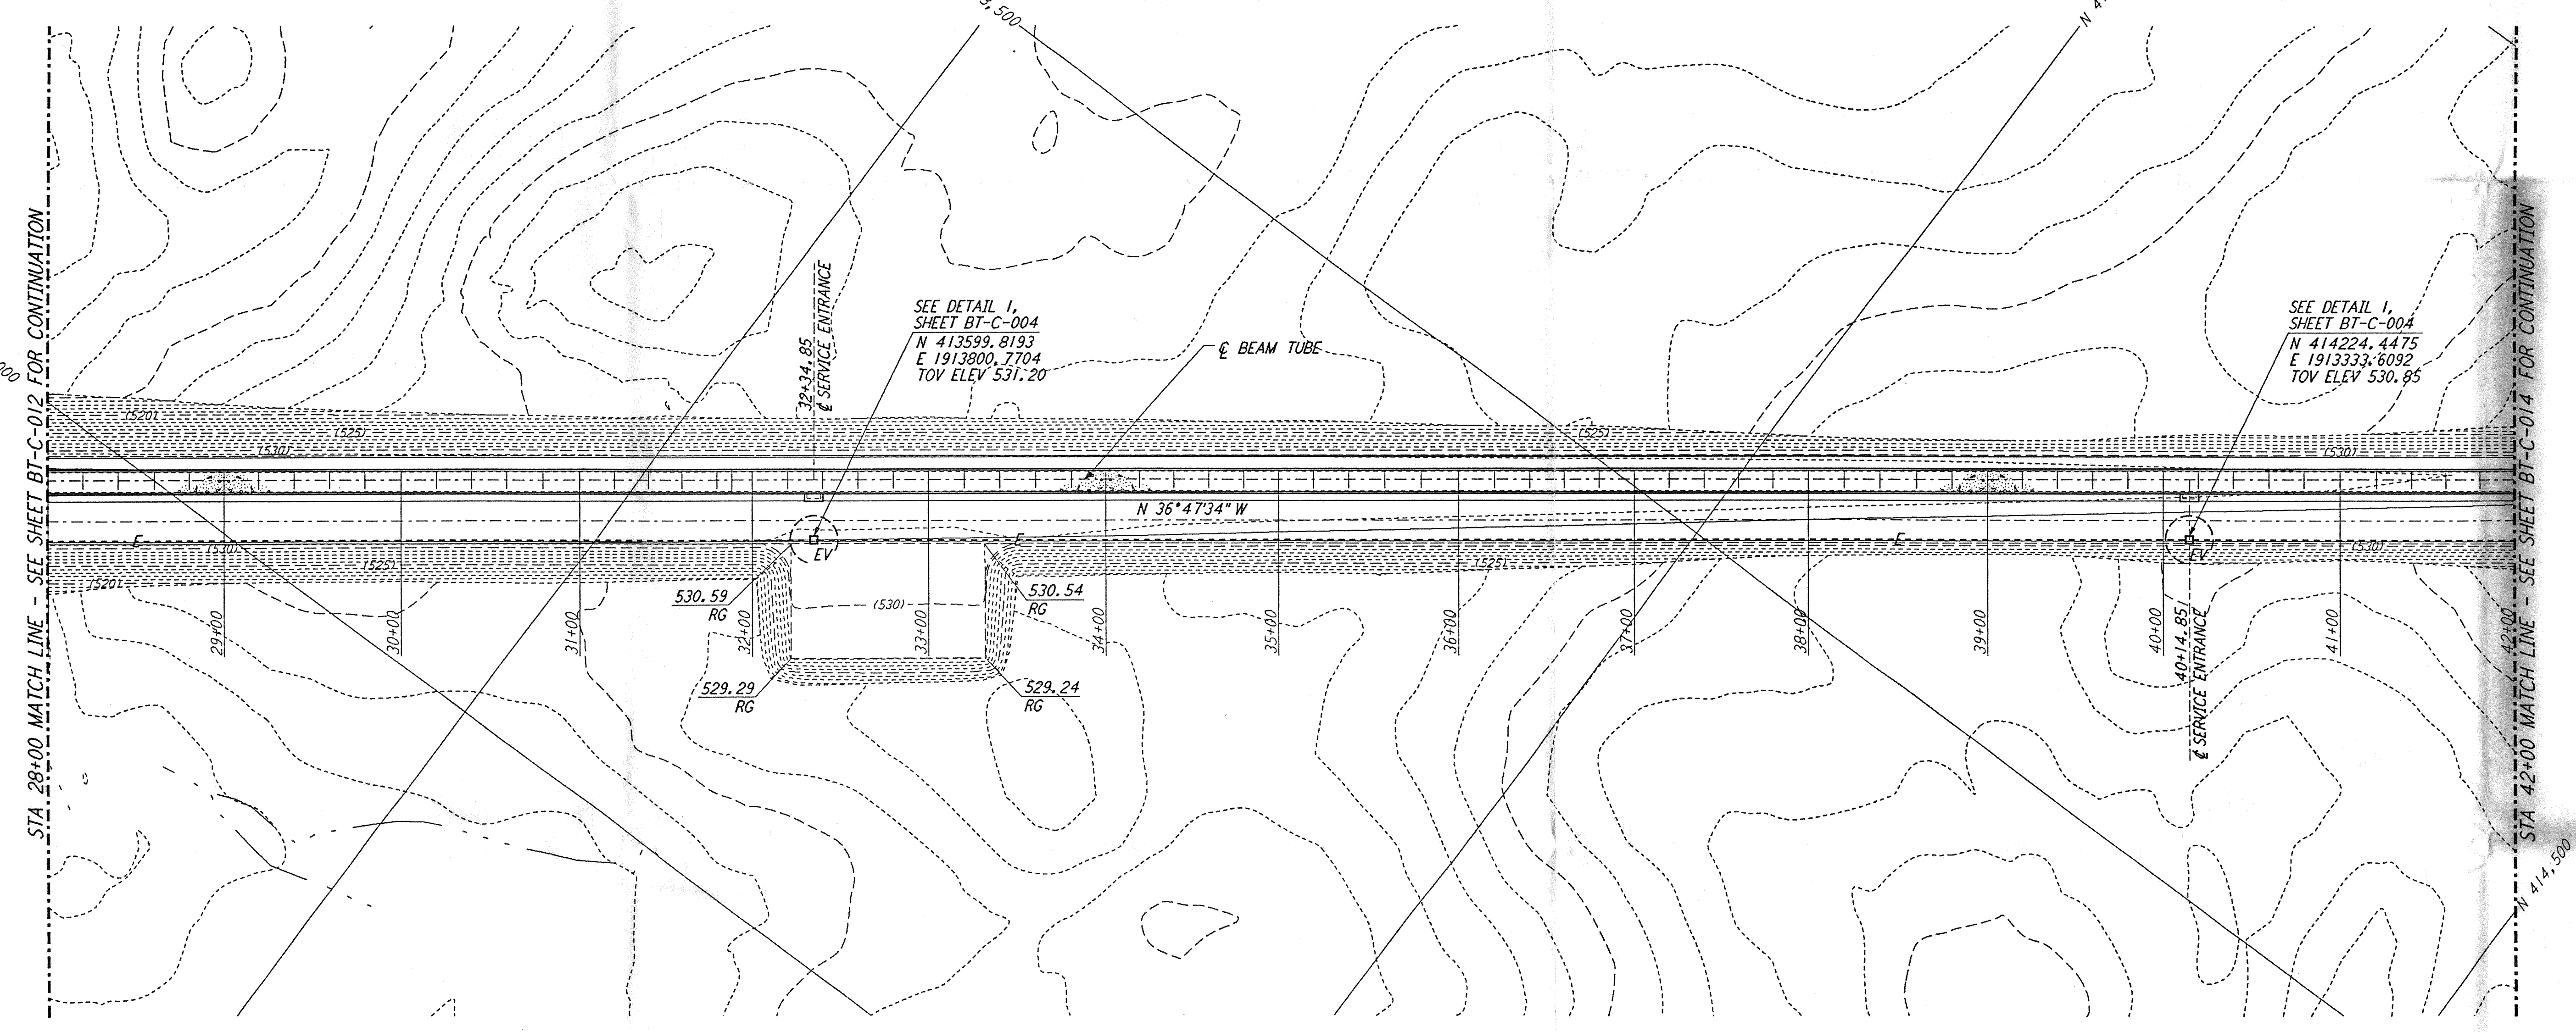 STA 28+00 MATCH LINE - SEE SHEET BT-C-012 FOR CONTINUATION
32+34.85
℄ SERVICE ENTRANCE
SEE DETAIL 1,
SHEET BT-C-004
N 413599.8193
E 1913800.7704
TOV ELEV 531.20
℄ BEAM TUBE
SEE DETAIL 1,
SHEET BT-C-004
N 414224.4475
E 1913333.6092
TOV ELEV 530.85
(520)
(525)
(530)
(525)
(530)
N 36°47'34" W
E
(530)
(525)
(520)
EV
E
(525)
E
EV
(530)
530.59
RG
(530)
530.54
RG
529.29
RG
529.24
RG
29+00
30+00
31+00
32+00
33+00
34+00
35+00
36+00
37+00
38+00
39+00
40+00
40+14.85
℄ SERVICE ENTRANCE
41+00
42+00
N 414,500
STA 42+00 MATCH LINE - SEE SHEET BT-C-014 FOR CONTINUATION